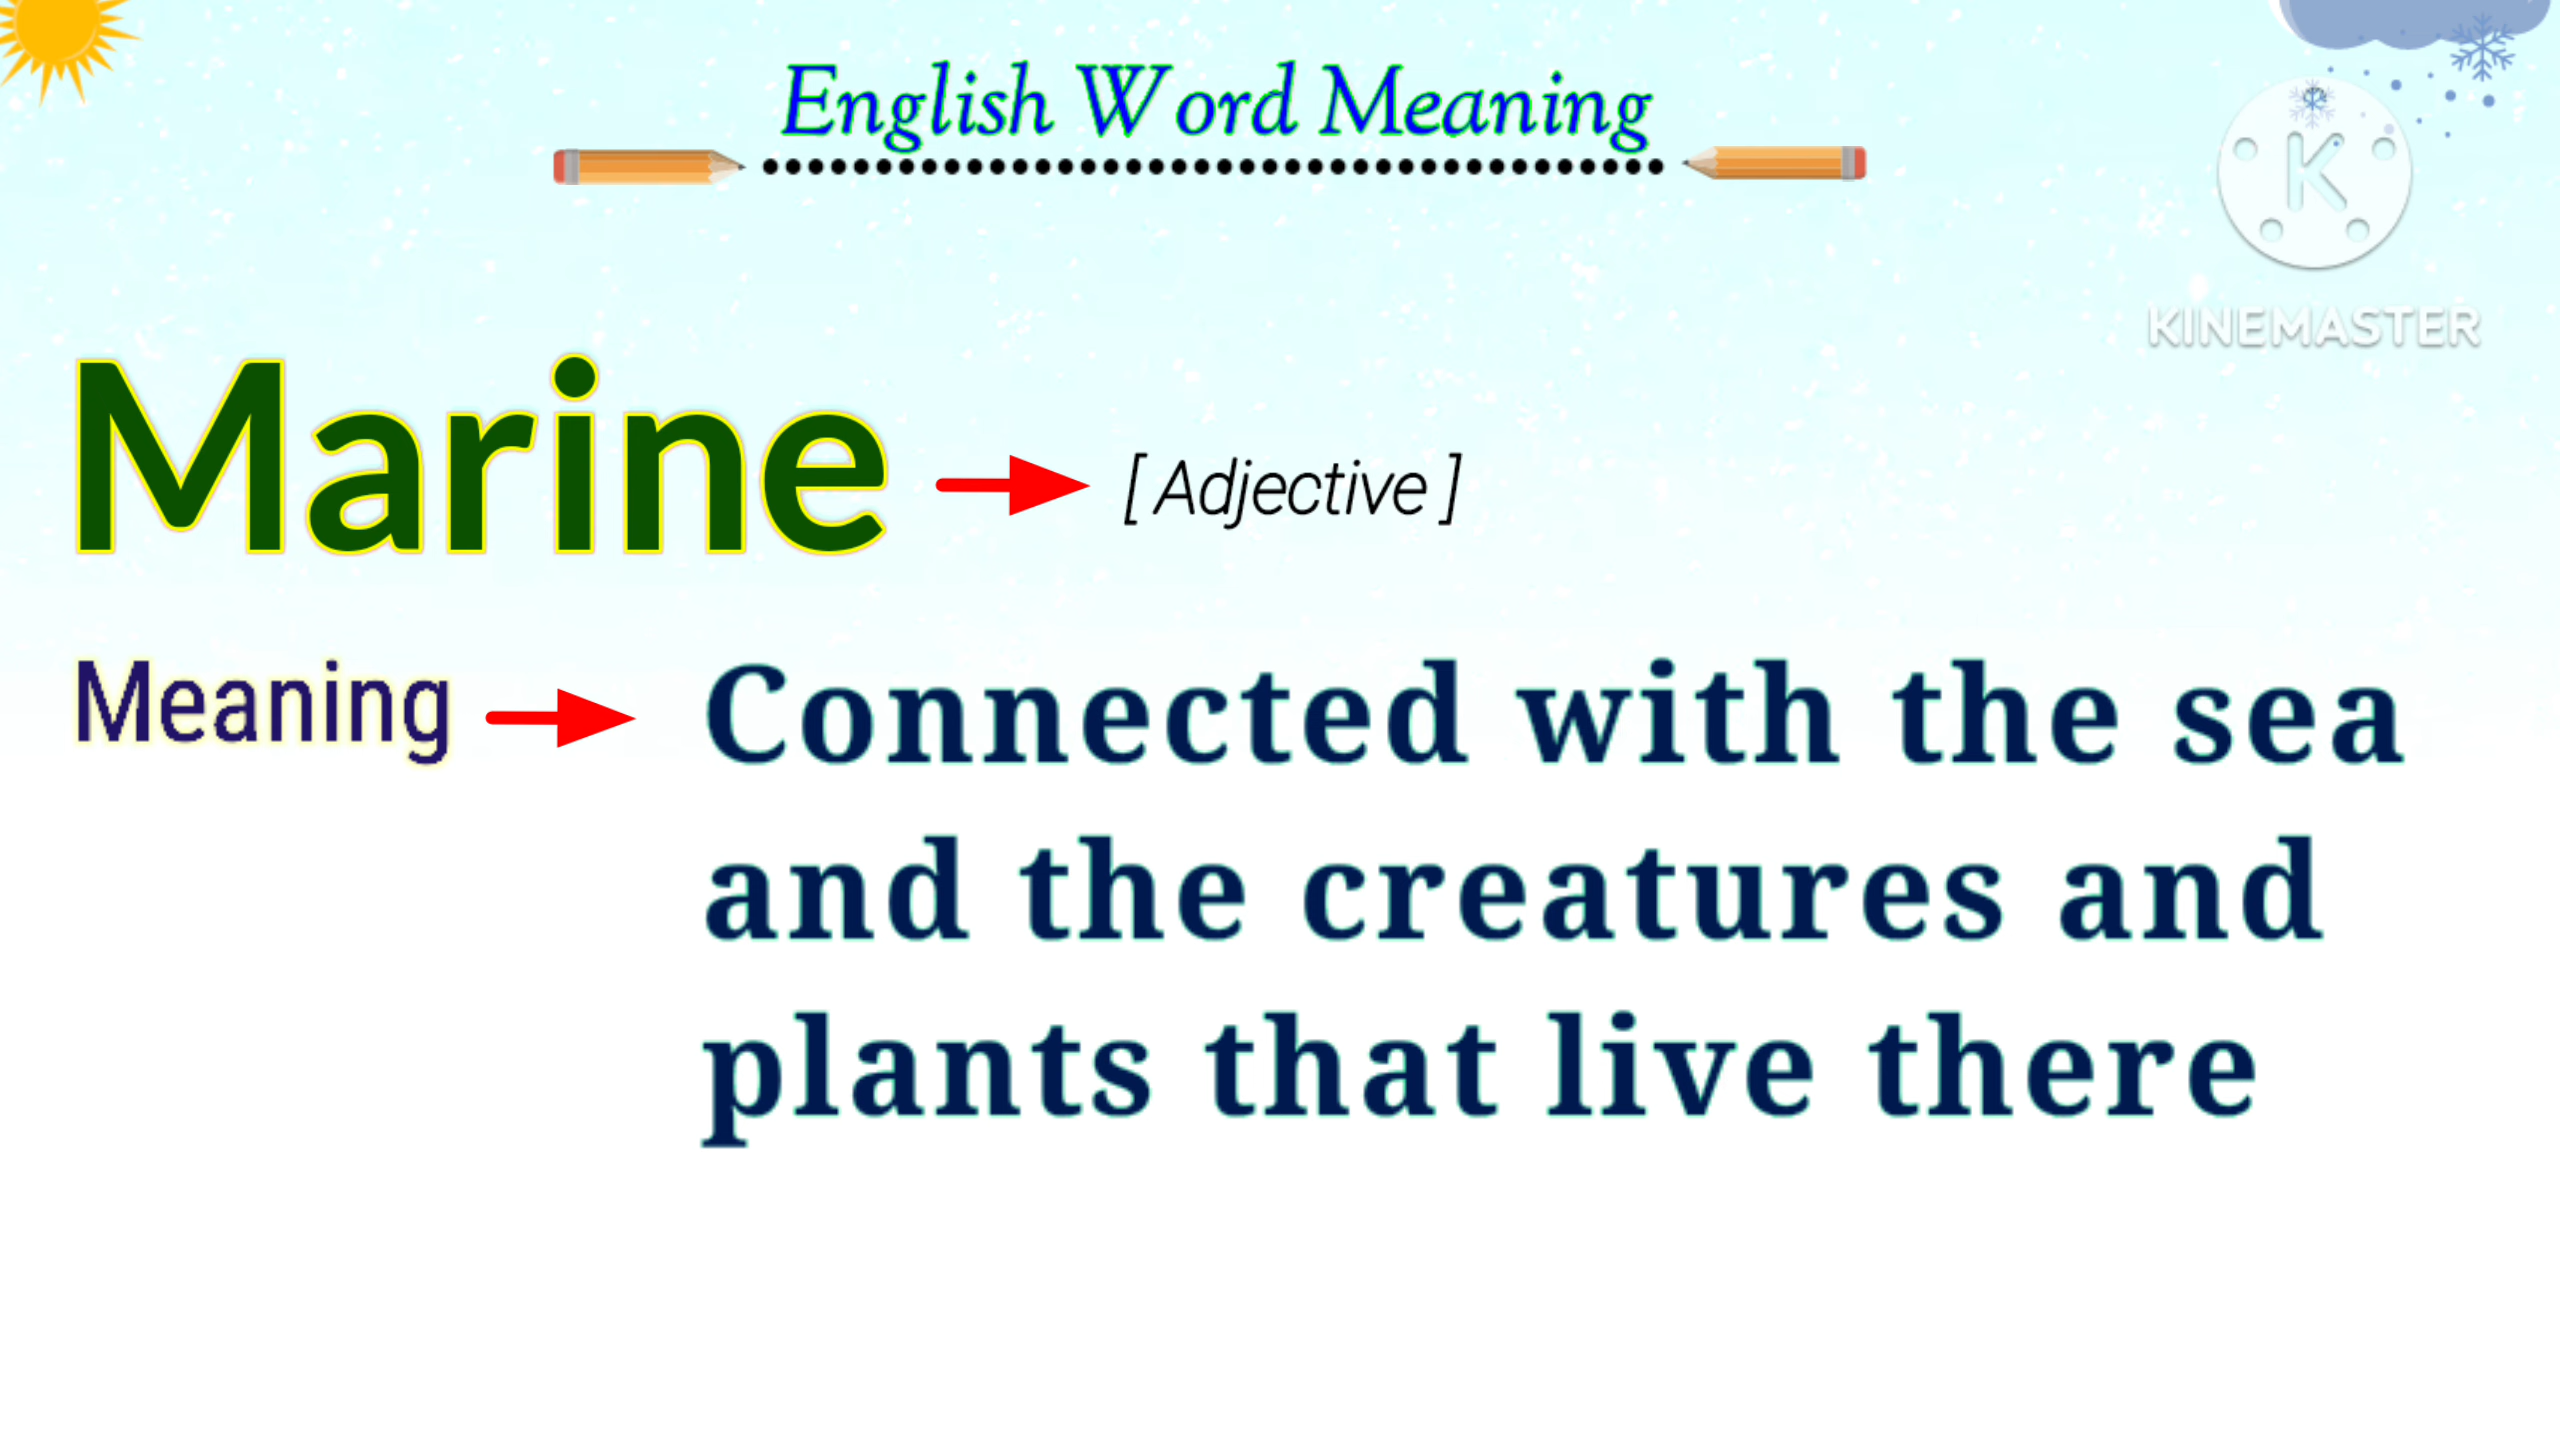 English Word Meaning
K
KINEMASTER
Marine [ Adjective ]
Meaning Connected with the sea
and the creatures and
plants that live there